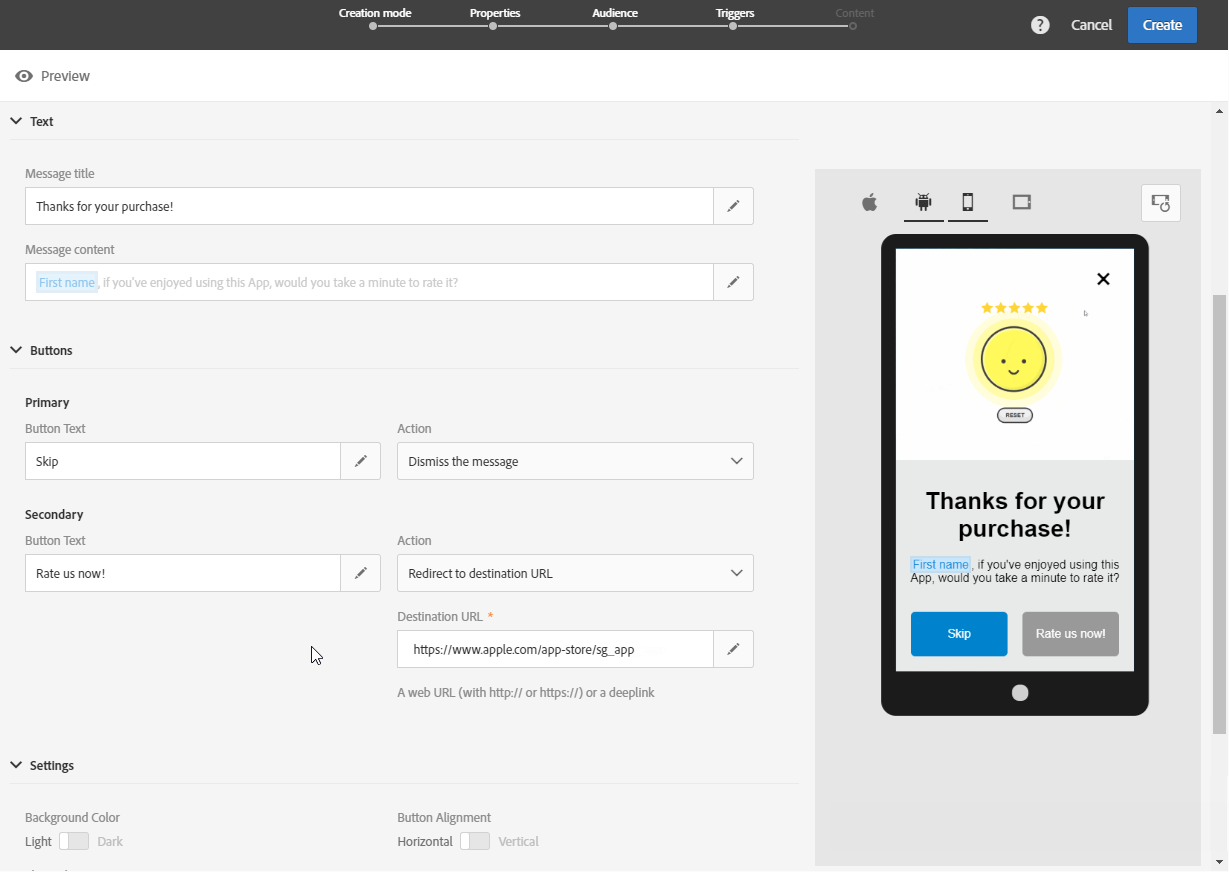 Creation mode Properties Audience Triggers Content
? Cancel Create
Preview
Text
Message title
Thanks for your purchase!
Message content
First name, if you've enjoyed using this App, would you take a minute to rate it?
Buttons
Primary
Button Text Action
Skip Dismiss the message
Secondary
Button Text Action
Rate us now! Redirect to destination URL
Destination URL *
https://www.apple.com/app-store/sg_app
A web URL (with http:// or https://) or a deeplink
Settings
Background Color Button Alignment
Light Dark Horizontal Vertical
RESET
Thanks for your
purchase!
First name, if you've enjoyed using this
App, would you take a minute to rate it?
Skip Rate us now!